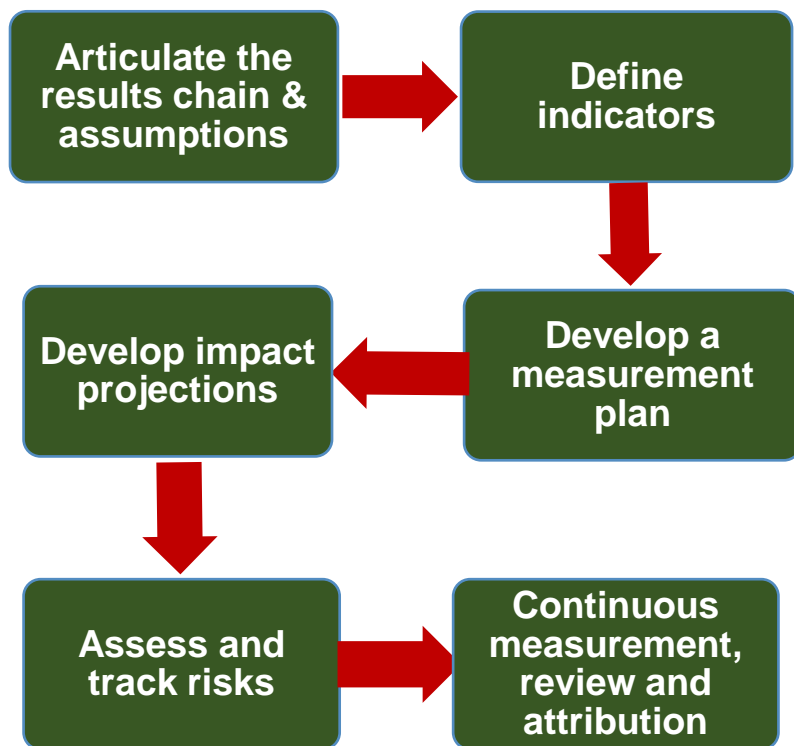 Articulate the
results chain &
assumptions
Define
indicators
Develop a
measurement
plan
Develop impact
projections
Assess and
track risks
Continuous
measurement,
review and
attribution